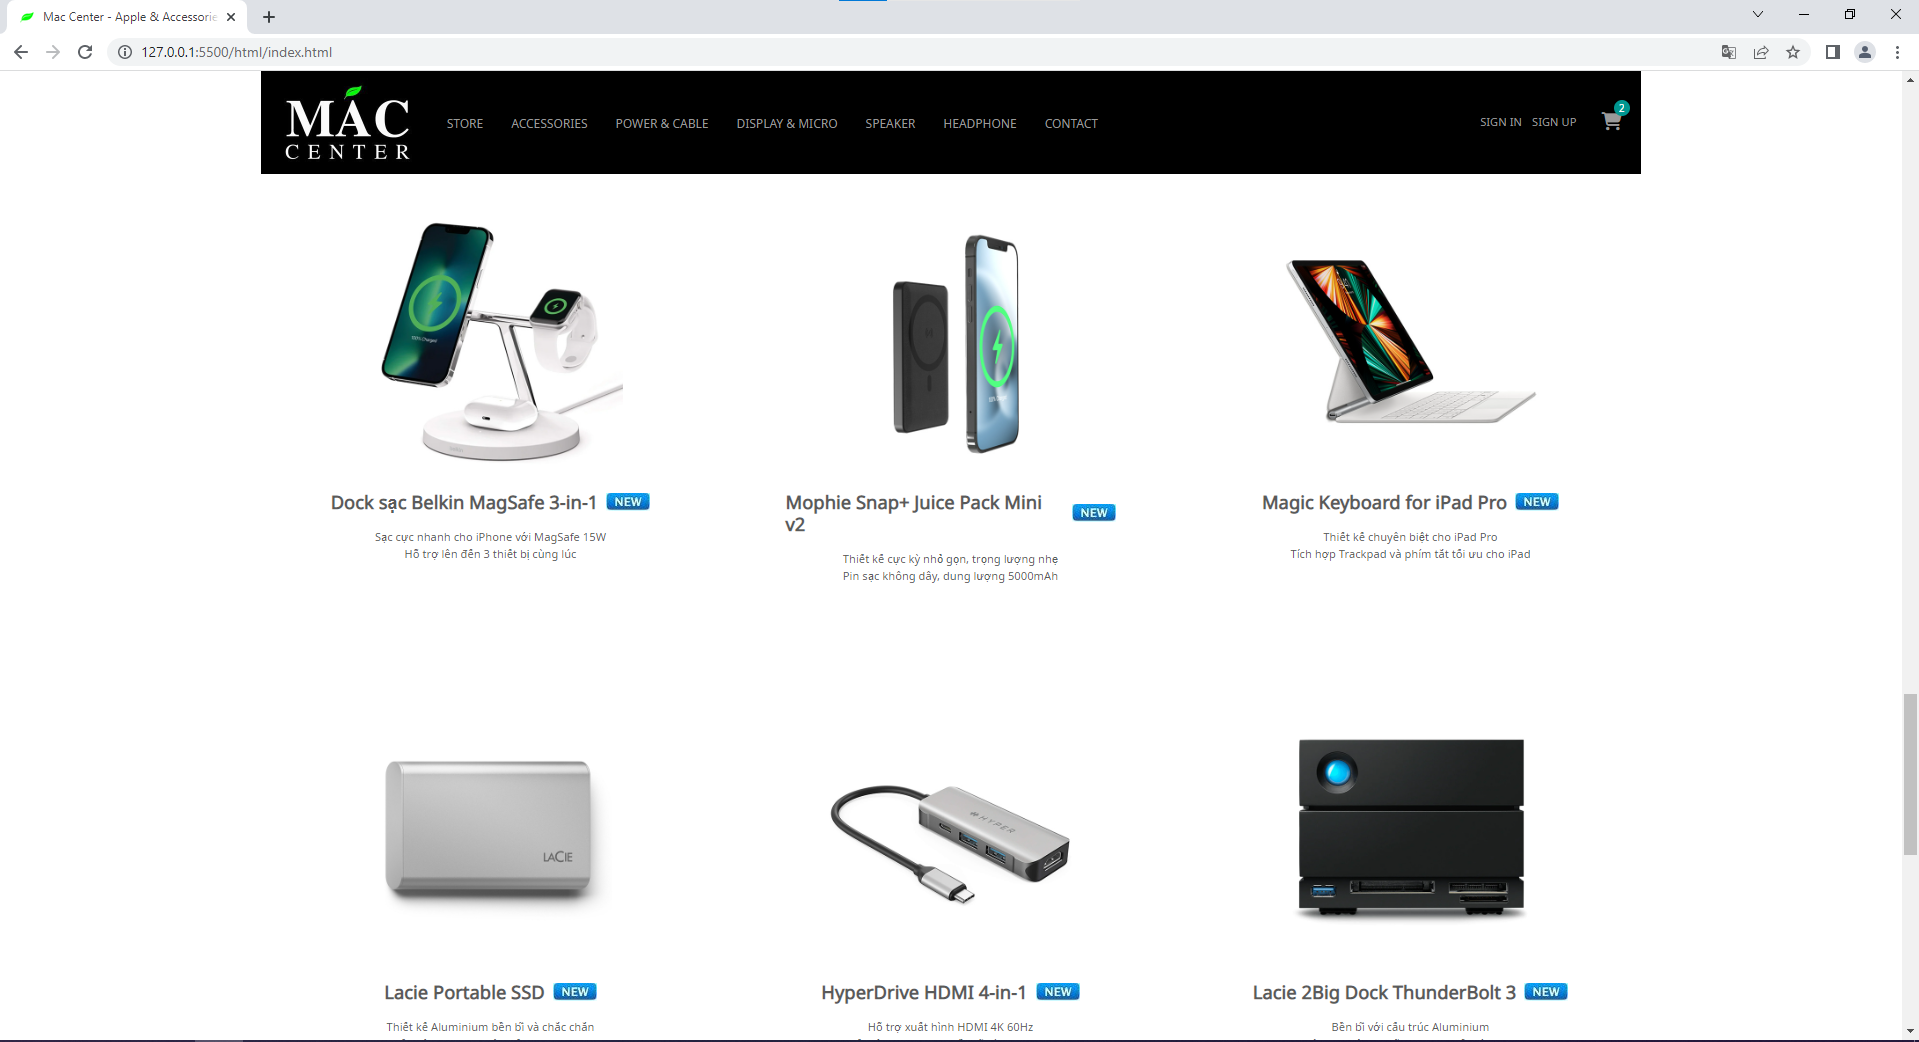 Mac Center - Apple & Accessorie
127.0.0.1:5500/html/index.html
MAC
CENTER
STORE
ACCESSORIES
POWER & CABLE
DISPLAY & MICRO
SPEAKER
HEADPHONE
CONTACT
SIGN IN
SIGN UP
2
Dock sạc Belkin MagSafe 3-in-1 NEW
Sạc cực nhanh cho iPhone với MagSafe 15W
Hỗ trợ lên đến 3 thiết bị cùng lúc
Mophie Snap+ Juice Pack Mini
v2
NEW
Thiết kế cực kỳ nhỏ gọn, trọng lượng nhẹ
Pin sạc không dây, dung lượng 5000mAh
Magic Keyboard for iPad Pro NEW
Thiết kế chuyên biệt cho iPad Pro
Tích hợp Trackpad và phím tắt tối ưu cho iPad
LACIE
HYPER
Lacie Portable SSD NEW
Thiết kế Aluminium bền bỉ và chắc chắn
HyperDrive HDMI 4-in-1 NEW
Hỗ trợ xuất hình HDMI 4K 60Hz
Lacie 2Big Dock ThunderBolt 3 NEW
Bền bỉ với cấu trúc Aluminium